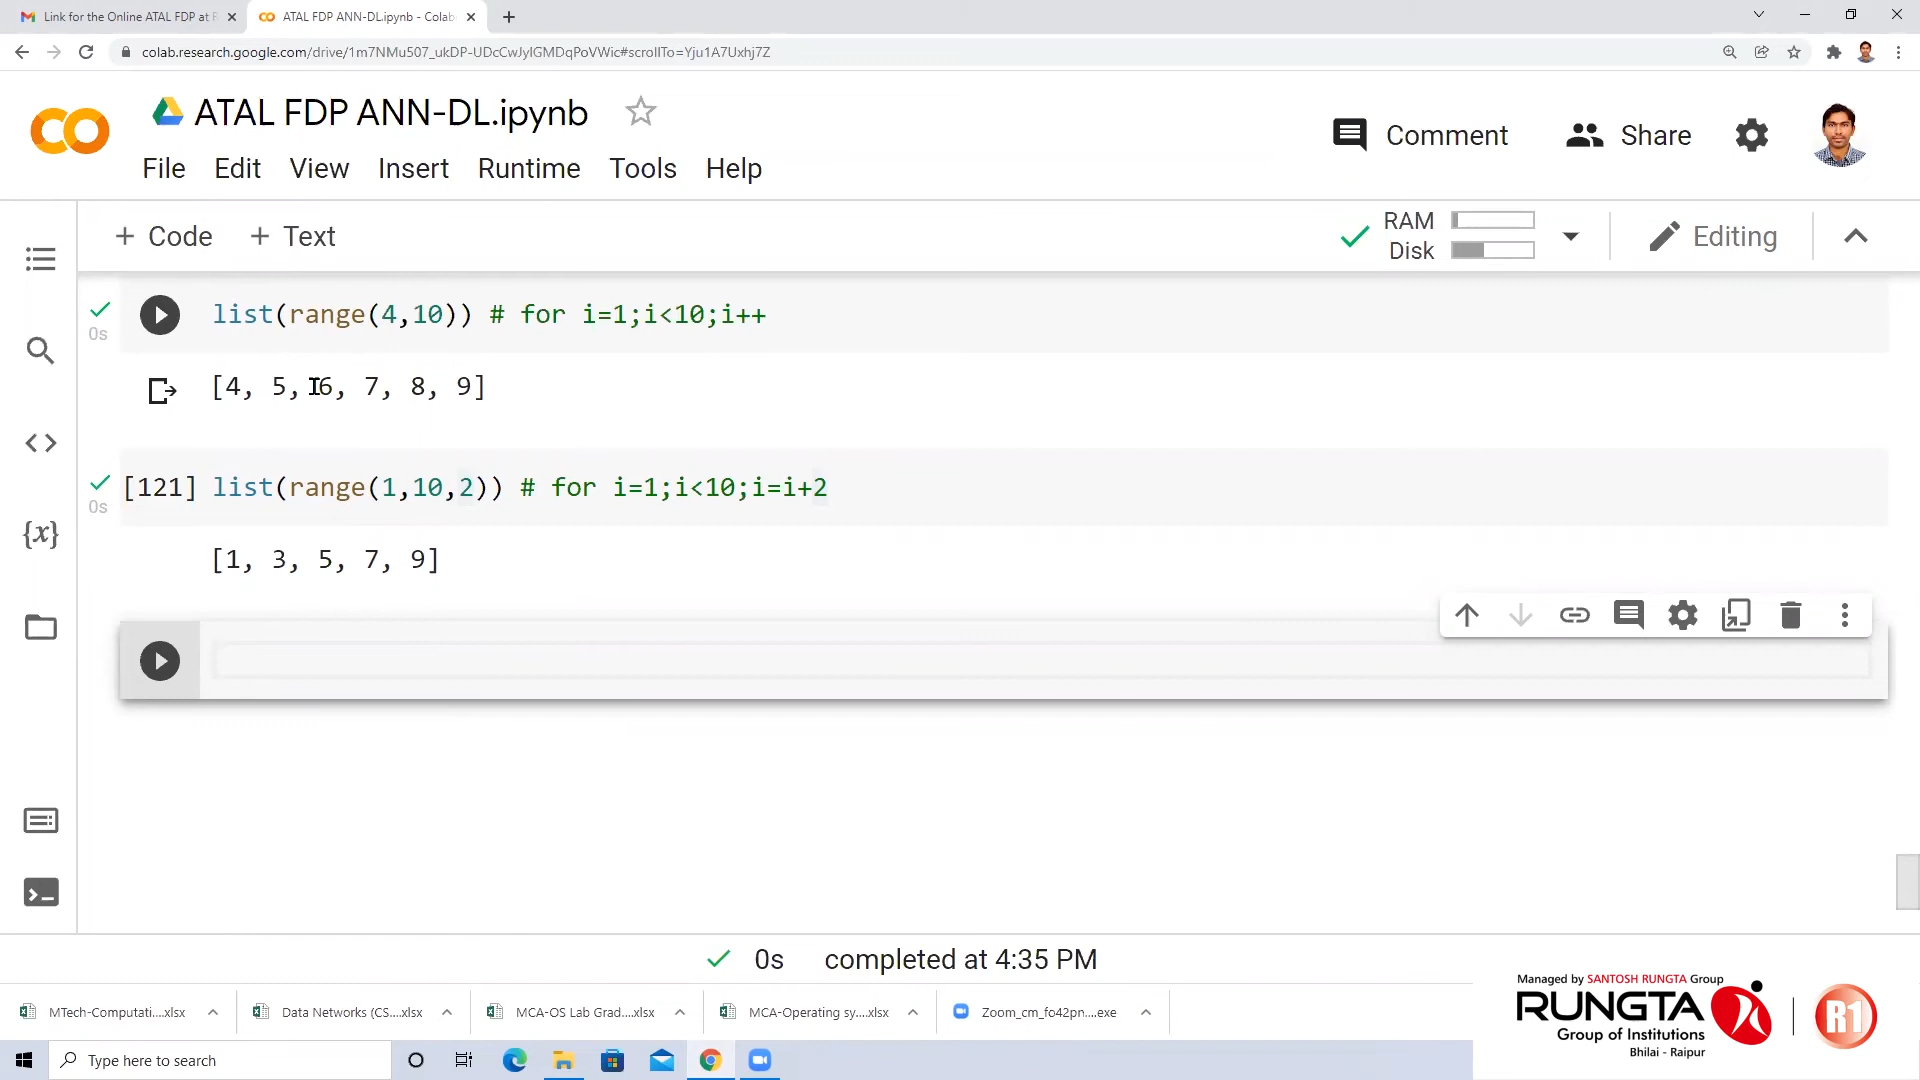 Link for the Online ATAL FDP at R
ATAL FDP ANN-DL.ipynb - Colab
colab.research.google.com/drive/1m7NMu507_ukDP-UDcCwJyIGMDqPoVWic#scrollTo=Yju1A7Uxhj7Z
CO
ATAL FDP ANN-DL.ipynb
Comment
Share
File Edit View Insert Runtime Tools Help
+ Code + Text
RAM
Disk
Editing
0s
list(range(4,10)) # for i=1;i<10;i++
[4, 5, 6, 7, 8, 9]
0s
[121] list(range(1,10,2)) # for i=1;i<10;i=i+2
[1, 3, 5, 7, 9]
{x}
0s completed at 4:35 PM
MTech-Computati....xlsx
Data Networks (CS....xlsx
MCA-OS Lab Grad....xlsx
MCA-Operating sy....xlsx
Zoom_cm_fo42pn....exe
Type here to search
Managed by SANTOSH RUNGTA Group
RUNGTA
Group of Institutions
Bhilai - Raipur
R1